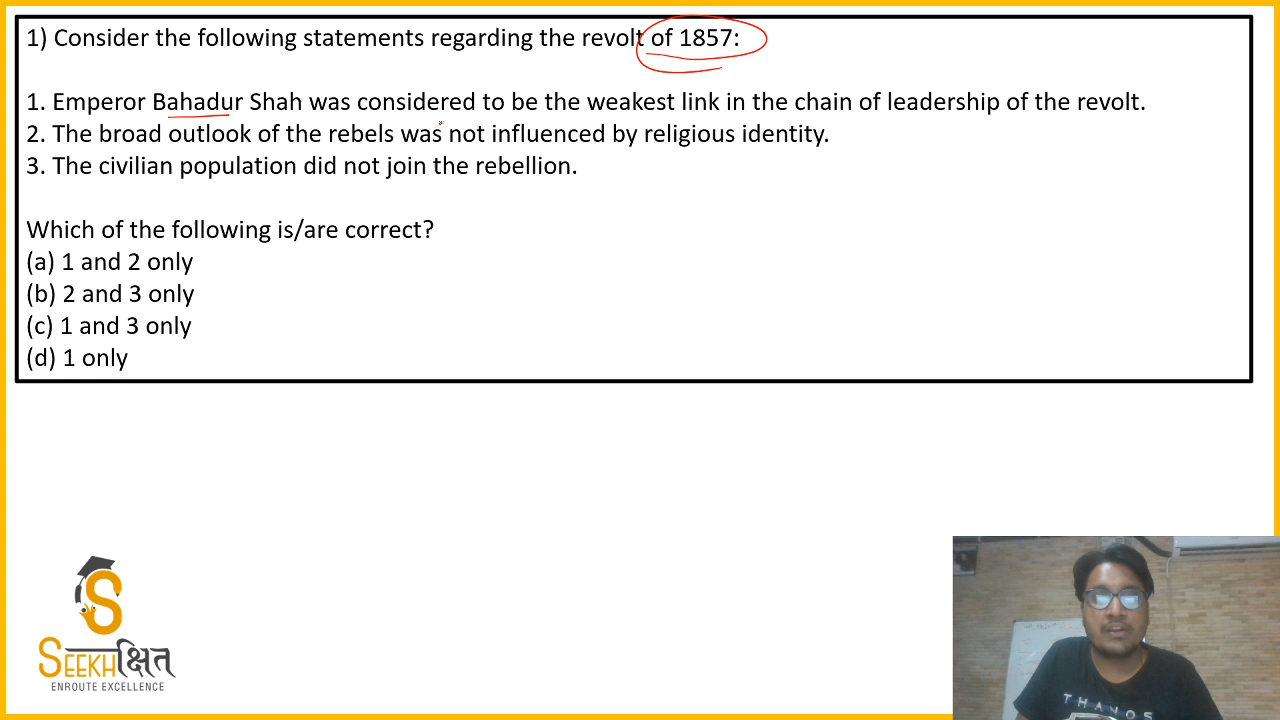 1) Consider the following statements regarding the revolt of 1857:
1. Emperor Bahadur Shah was considered to be the weakest link in the chain of leadership of the revolt.
2. The broad outlook of the rebels was not influenced by religious identity.
3. The civilian population did not join the rebellion.
Which of the following is/are correct?
(a) 1 and 2 only
(b) 2 and 3 only
(c) 1 and 3 only
(d) 1 only
S
SEEKHक्षित
ENROUTE EXCELLENCE
THANOS